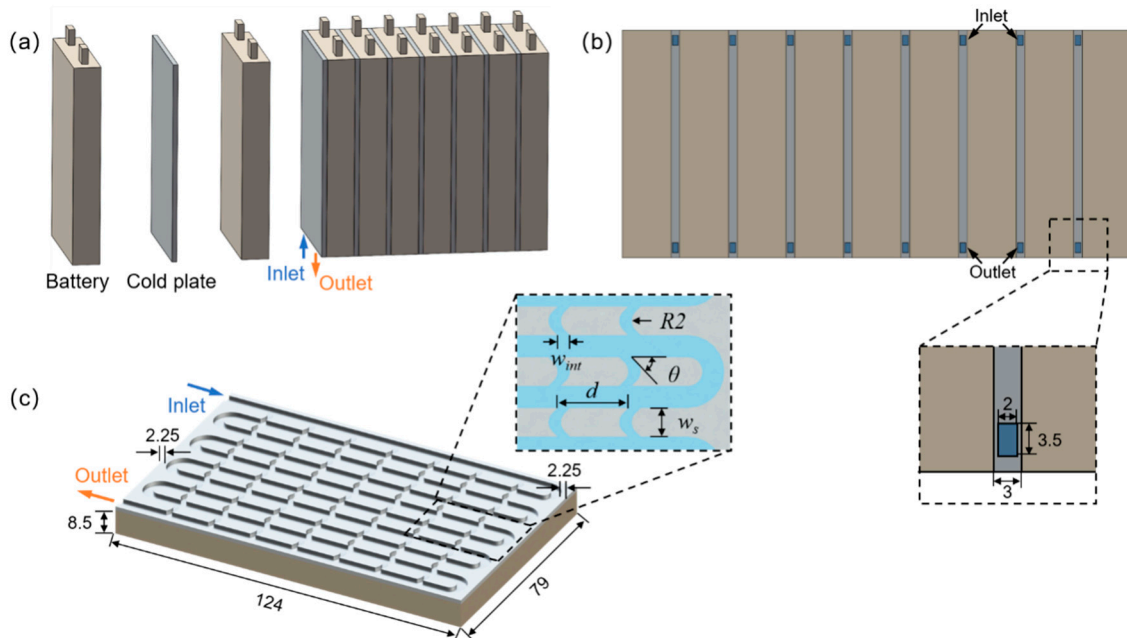 (a)
Battery
Cold plate
Inlet
Outlet
(b)
Inlet
Outlet
2
3.5
3
(c)
Inlet
2.25
Outlet
8.5
124
79
2.25
R2
w_int
θ
d
w_s